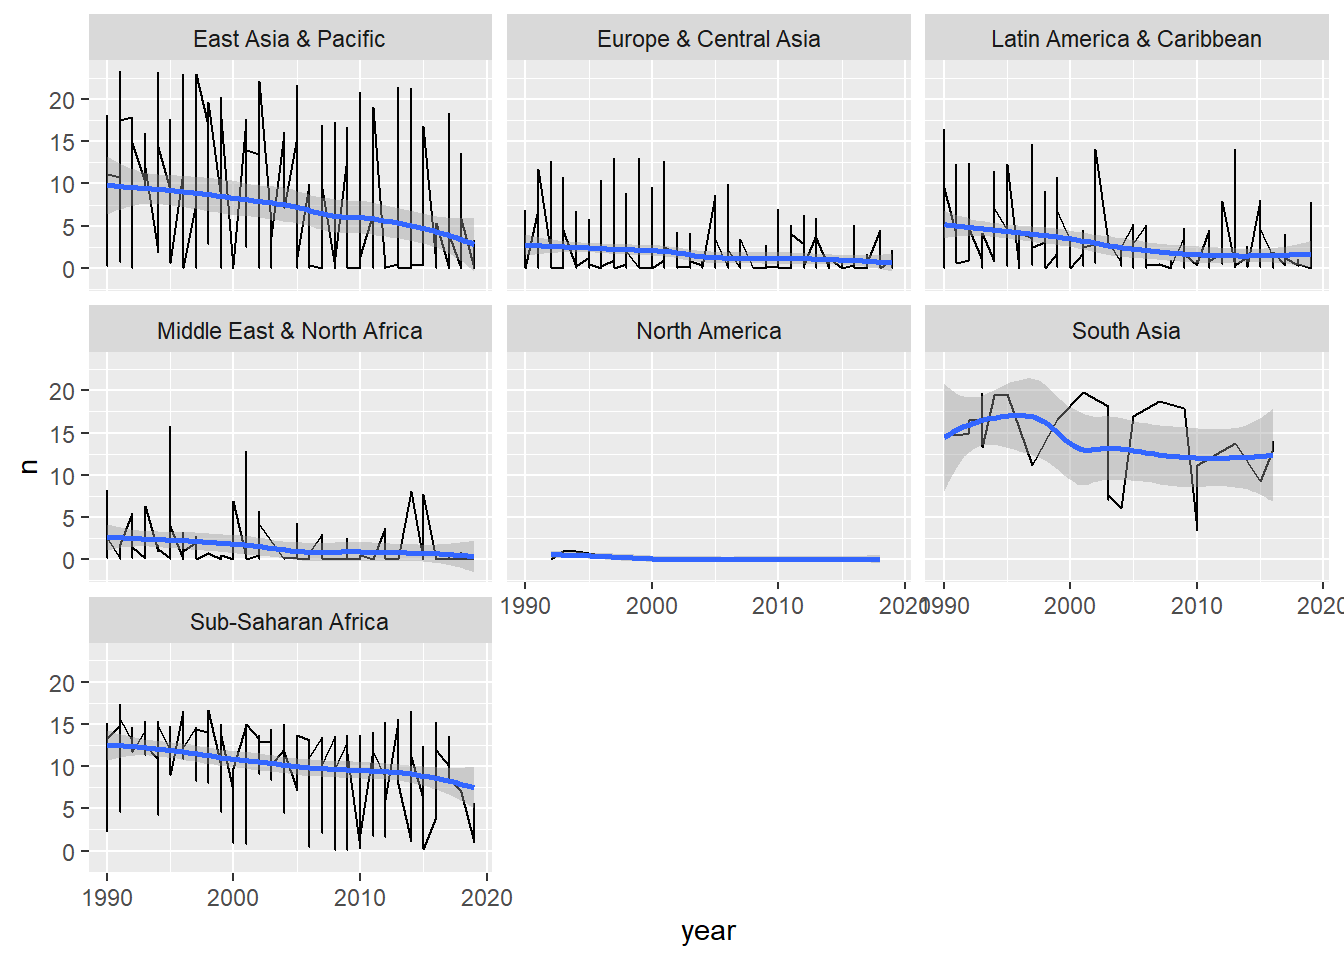 East Asia & Pacific Europe & Central Asia Latin America & Caribbean
20
15
10
5
0
Middle East & North Africa North America South Asia
20
15
10
5
0
n
1990 2000 2010 2020 1990 2000 2010 2020
Sub-Saharan Africa
20
15
10
5
0
1990 2000 2010 2020
year